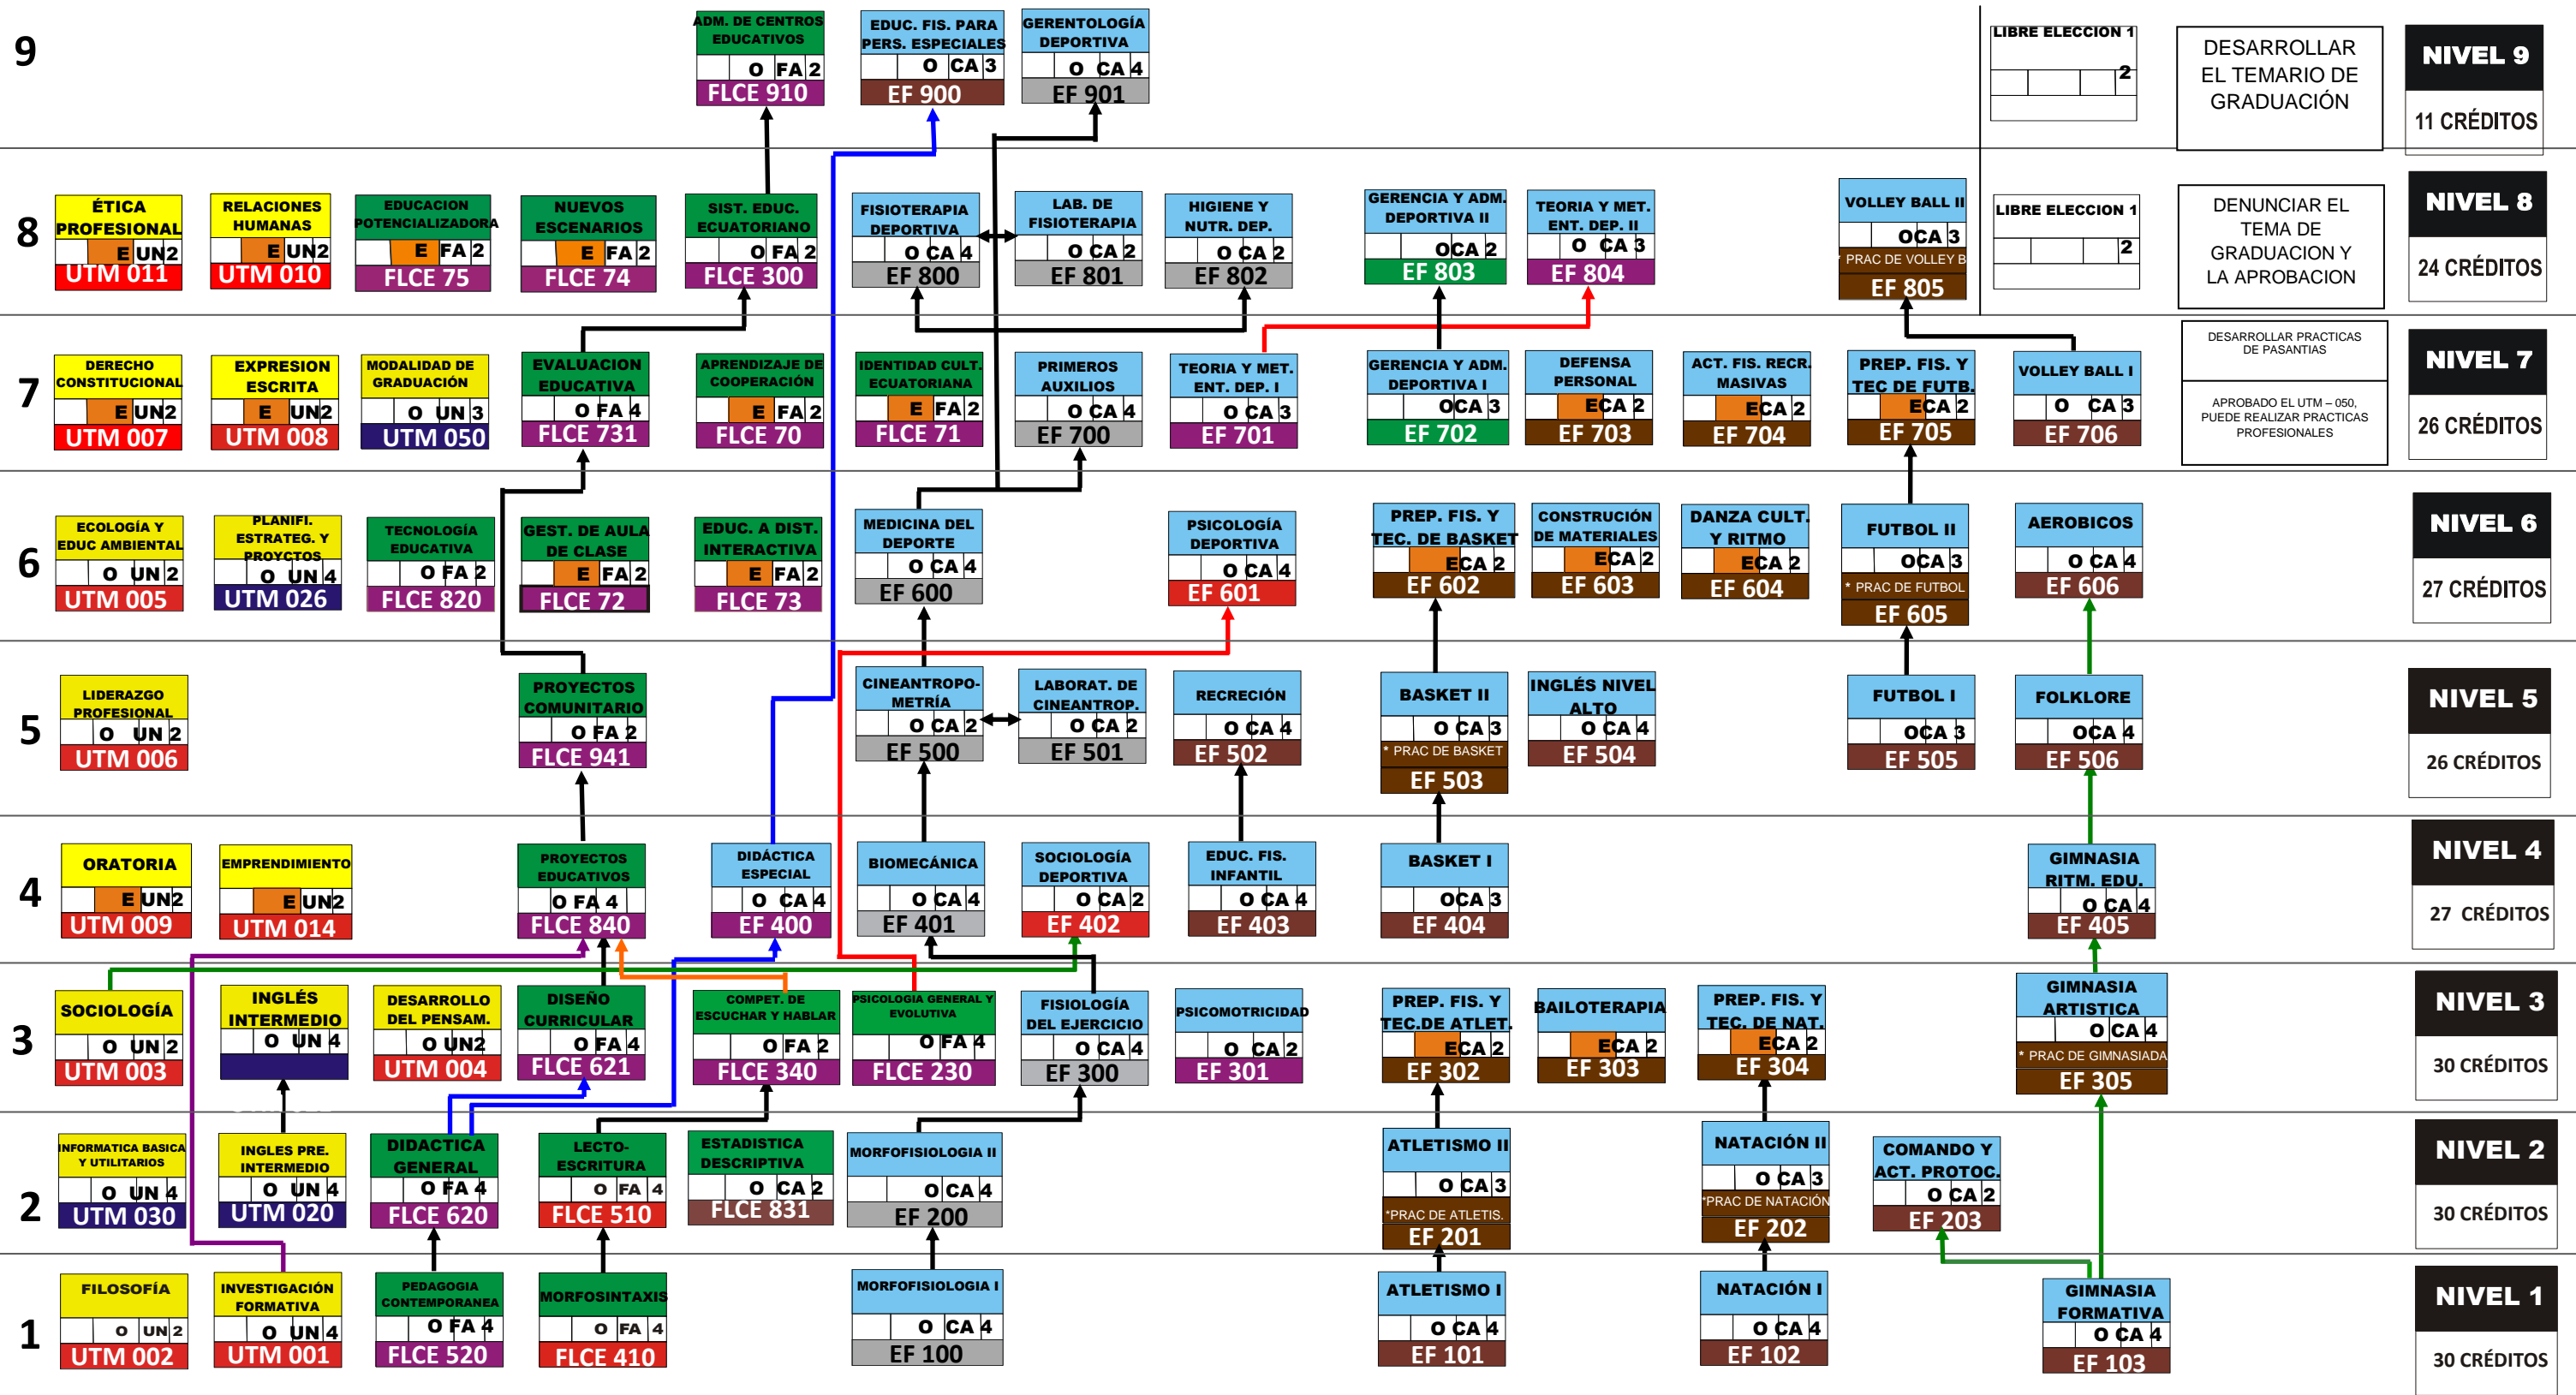 9
ADM. DE CENTROS
EDUCATIVOS
O FA 2
FLCE 910
EDUC. FIS. PARA
PERS. ESPECIALES
O CA 3
EF 900
GERENTOLOGÍA
DEPORTIVA
O CA 4
EF 901
LIBRE ELECCION 1
2
DESARROLLAR
EL TEMARIO DE
GRADUACIÓN
NIVEL 9
11 CRÉDITOS
8
ÉTICA
PROFESIONAL
E UN2
UTM 011
RELACIONES
HUMANAS
E UN2
UTM 010
EDUCACION
POTENCIALIZADORA
E FA 2
FLCE 75
NUEVOS
ESCENARIOS
E FA 2
FLCE 74
SIST. EDUC.
ECUATORIANO
O FA 2
FLCE 300
FISIOTERAPIA
DEPORTIVA
O CA 4
EF 800
LAB. DE
FISIOTERAPIA
O CA 2
EF 801
HIGIENE Y
NUTR. DEP.
O CA 2
EF 802
GERENCIA Y ADM.
DEPORTIVA II
OCA 2
EF 803
TEORIA Y MET.
ENT. DEP. II
O CA 3
EF 804
VOLLEY BALL II
OCA 3
* PRAC DE VOLLEY B
EF 805
LIBRE ELECCION 1
2
DENUNCIAR EL
TEMA DE
GRADUACION Y
LA APROBACION
NIVEL 8
24 CRÉDITOS
7
DERECHO
CONSTITUCIONAL
E UN2
UTM 007
EXPRESION
ESCRITA
E UN2
UTM 008
MODALIDAD DE
GRADUACIÓN
O UN 3
UTM 050
EVALUACION
EDUCATIVA
O FA 4
FLCE 731
APRENDIZAJE DE
COOPERACIÓN
E FA 2
FLCE 70
IDENTIDAD CULT.
ECUATORIANA
E FA 2
FLCE 71
PRIMEROS
AUXILIOS
O CA 4
EF 700
TEORIA Y MET.
ENT. DEP. I
O CA 3
EF 701
GERENCIA Y ADM.
DEPORTIVA I
OCA 3
EF 702
DEFENSA
PERSONAL
ECA 2
EF 703
ACT. FIS. RECR.
MASIVAS
ECA 2
EF 704
PREP. FIS. Y
TEC DE FUTB.
ECA 2
EF 705
VOLLEY BALL I
O CA 3
EF 706
DESARROLLAR PRACTICAS
DE PASANTIAS
APROBADO EL UTM – 050,
PUEDE REALIZAR PRACTICAS
PROFESIONALES
NIVEL 7
26 CRÉDITOS
6
ECOLOGÍA Y
EDUC AMBIENTAL
O UN 2
UTM 005
PLANIFI.
ESTRATEG. Y
PROYCTOS
O UN 4
UTM 026
TECNOLOGÍA
EDUCATIVA
O FA 2
FLCE 820
GEST. DE AULA
DE CLASE
E FA 2
FLCE 72
EDUC. A DIST.
INTERACTIVA
E FA 2
FLCE 73
MEDICINA DEL
DEPORTE
O CA 4
EF 600
PSICOLOGÍA
DEPORTIVA
O CA 4
EF 601
PREP. FIS. Y
TEC. DE BASKET
ECA 2
EF 602
CONSTRUCIÓN
DE MATERIALES
ECA 2
EF 603
DANZA CULT.
Y RITMO
ECA 2
EF 604
FUTBOL II
OCA 3
* PRAC DE FUTBOL
EF 605
AEROBICOS
O CA 4
EF 606
NIVEL 6
27 CRÉDITOS
5
LIDERAZGO
PROFESIONAL
O UN 2
UTM 006
PROYECTOS
COMUNITARIO
O FA 2
FLCE 941
CINEANTROPO-
METRÍA
O CA 2
EF 500
LABORAT. DE
CINEANTROP.
O CA 2
EF 501
RECRECIÓN
O CA 4
EF 502
BASKET II
O CA 3
* PRAC DE BASKET
EF 503
INGLÉS NIVEL
ALTO
O CA 4
EF 504
FUTBOL I
OCA 3
EF 505
FOLKLORE
OCA 4
EF 506
NIVEL 5
26 CRÉDITOS
4
ORATORIA
E UN2
UTM 009
EMPRENDIMIENTO
E UN2
UTM 014
PROYECTOS
EDUCATIVOS
O FA 4
FLCE 840
DIDÁCTICA
ESPECIAL
O CA 4
EF 400
BIOMECÁNICA
O CA 4
EF 401
SOCIOLOGÍA
DEPORTIVA
O CA 2
EF 402
EDUC. FIS.
INFANTIL
O CA 4
EF 403
BASKET I
OCA 3
EF 404
GIMNASIA
RITM. EDU.
O CA 4
EF 405
NIVEL 4
27 CRÉDITOS
3
SOCIOLOGÍA
O UN 2
UTM 003
INGLÉS
INTERMEDIO
O UN 4
DESARROLLO
DEL PENSAM.
O UN2
UTM 004
DISEÑO
CURRICULAR
O FA 4
FLCE 621
COMPET. DE
ESCUCHAR Y HABLAR
O FA 2
FLCE 340
PSICOLOGIA GENERAL Y
EVOLUTIVA
O FA 4
FLCE 230
FISIOLOGÍA
DEL EJERCICIO
O CA 4
EF 300
PSICOMOTRICIDAD
O CA 2
EF 301
PREP. FIS. Y
TEC.DE ATLET.
ECA 2
EF 302
BAILOTERAPIA
ECA 2
EF 303
PREP. FIS. Y
TEC. DE NAT.
ECA 2
EF 304
GIMNASIA
ARTISTICA
O CA 4
* PRAC DE GIMNASIADA
EF 305
NIVEL 3
30 CRÉDITOS
2
INFORMATICA BASICA
Y UTILITARIOS
O UN 4
UTM 030
INGLES PRE.
INTERMEDIO
O UN 4
UTM 020
DIDACTICA
GENERAL
O FA 4
FLCE 620
LECTO-
ESCRITURA
O FA 4
FLCE 510
ESTADISTICA
DESCRIPTIVA
O CA 2
FLCE 831
MORFOFISIOLOGIA II
O CA 4
EF 200
ATLETISMO II
O CA 3
*PRAC DE ATLETIS.
EF 201
NATACIÓN II
O CA 3
*PRAC DE NATACIÓN
EF 202
COMANDO Y
ACT. PROTOC.
O CA 2
EF 203
NIVEL 2
30 CRÉDITOS
1
FILOSOFÍA
O UN 2
UTM 002
INVESTIGACIÓN
FORMATIVA
O UN 4
UTM 001
PEDAGOGIA
CONTEMPORANEA
O FA 4
FLCE 520
MORFOSINTAXIS
O FA 4
FLCE 410
MORFOFISIOLOGIA I
O CA 4
EF 100
ATLETISMO I
O CA 4
EF 101
NATACIÓN I
O CA 4
EF 102
GIMNASIA
FORMATIVA
O CA 4
EF 103
NIVEL 1
30 CRÉDITOS